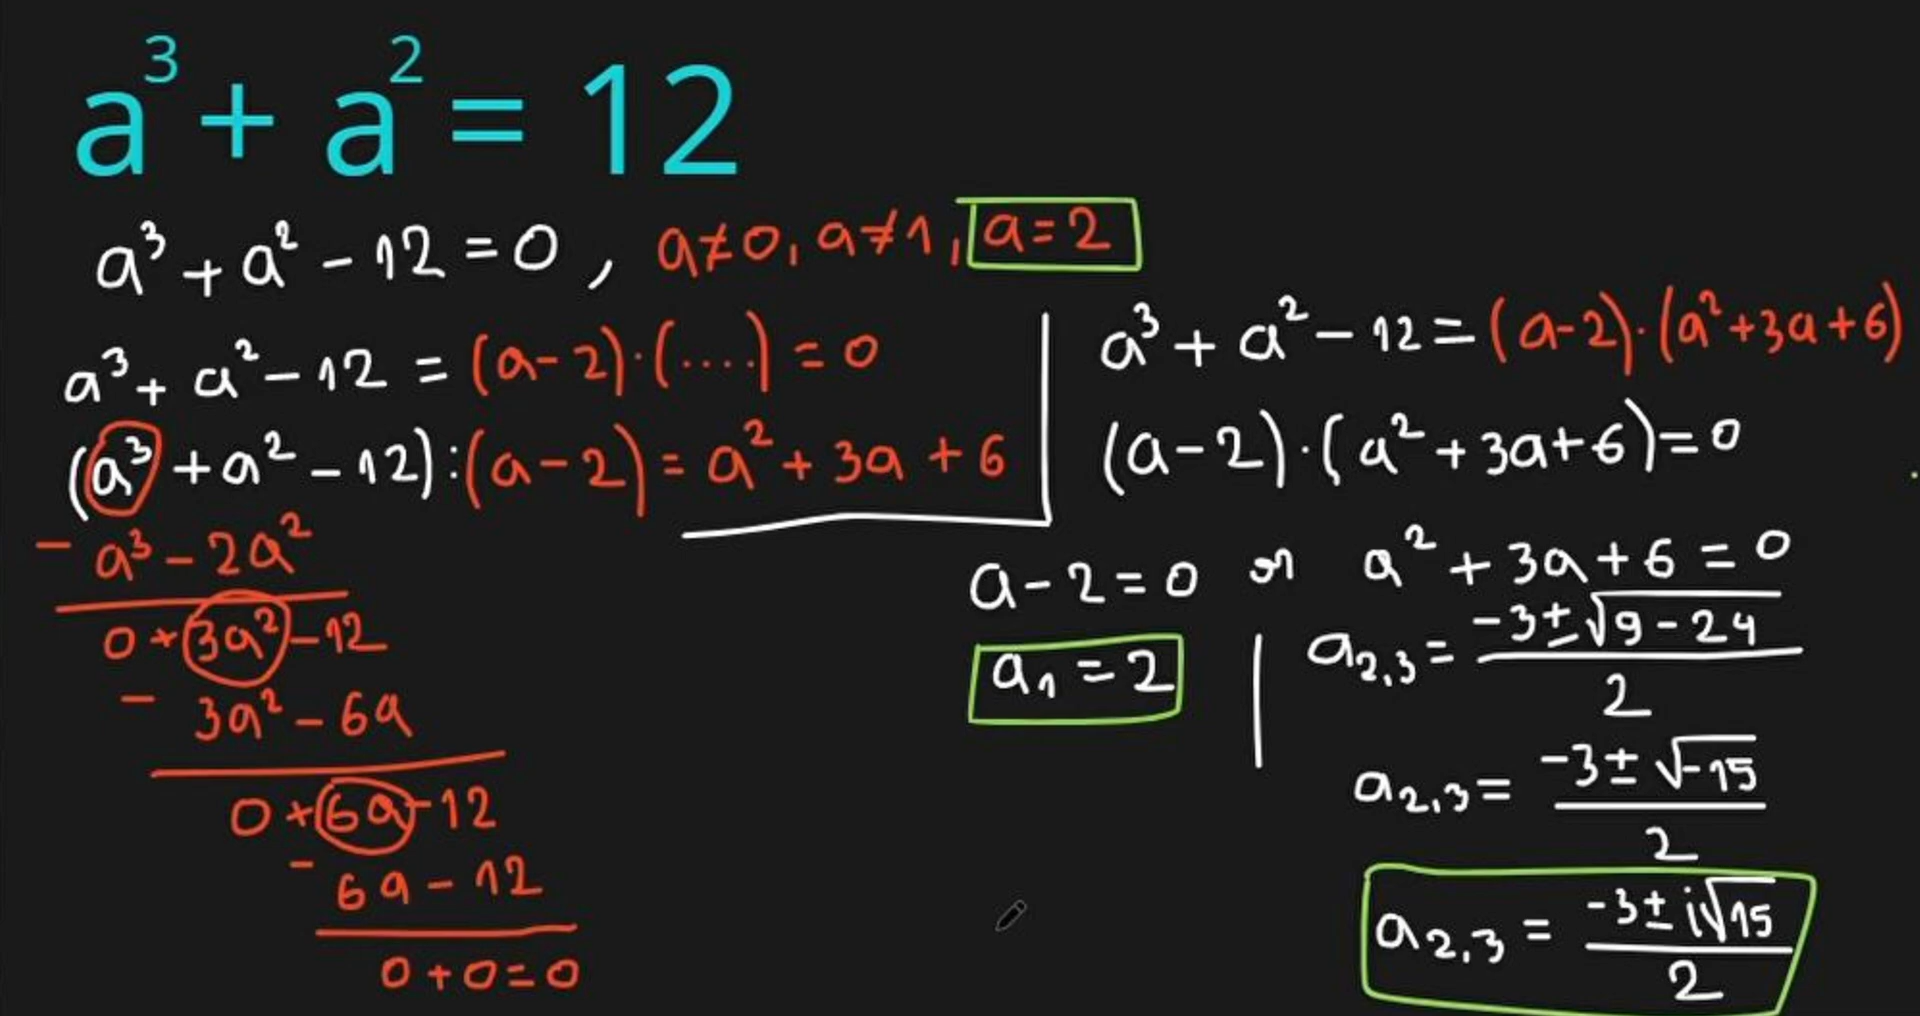 a³ + a² = 12
a³ + a² - 12 = 0 , a≠0, a≠1, a=2
a³ + a² - 12 = (a-2)·(....) = 0
(a³ + a² - 12):(a-2) = a² + 3a + 6
- a³ - 2a²
0 + 3a² - 12
- 3a² - 6a
0 + 6a - 12
- 6a - 12
0 + 0 = 0
a³ + a² - 12 = (a-2)·(a²+3a+6)
(a-2)·(a²+3a+6)=0
a-2=0 or a²+3a+6=0
a₁=2
a₂,₃ = (-3±√9-24)/2
a₂,₃ = (-3±√-15)/2
a₂,₃ = (-3±i√15)/2